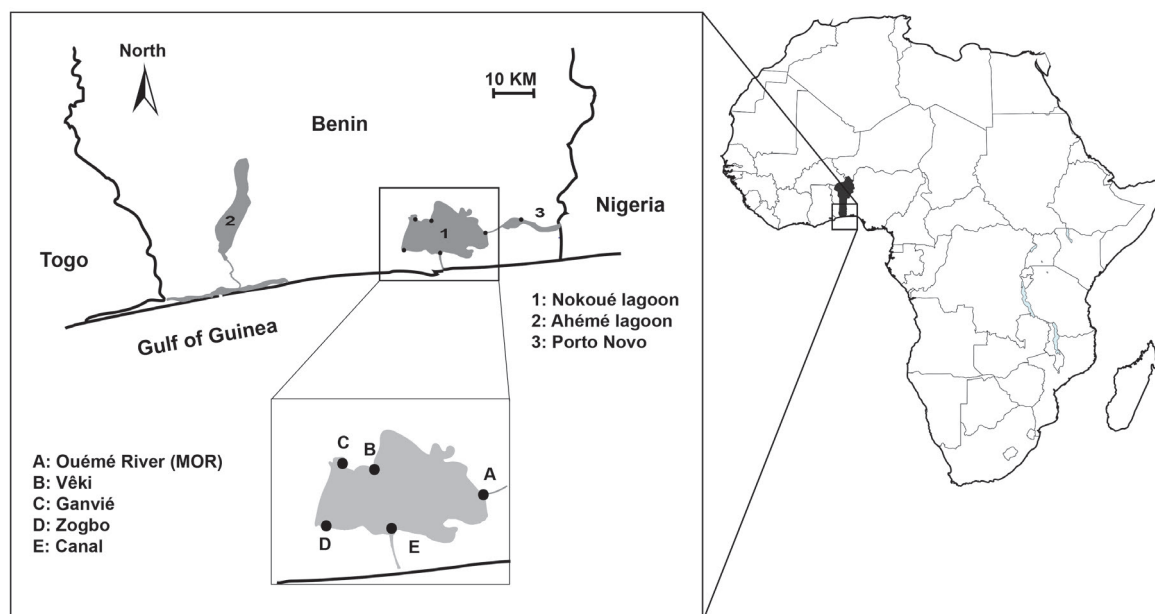 North
10 KM
Benin
Nigeria
Togo
1
2
3
Gulf of Guinea
1: Nokoué lagoon
2: Ahémé lagoon
3: Porto Novo
A: Ouémé River (MOR)
B: Vêki
C: Ganvié
D: Zogbo
E: Canal
C
B
A
D
E